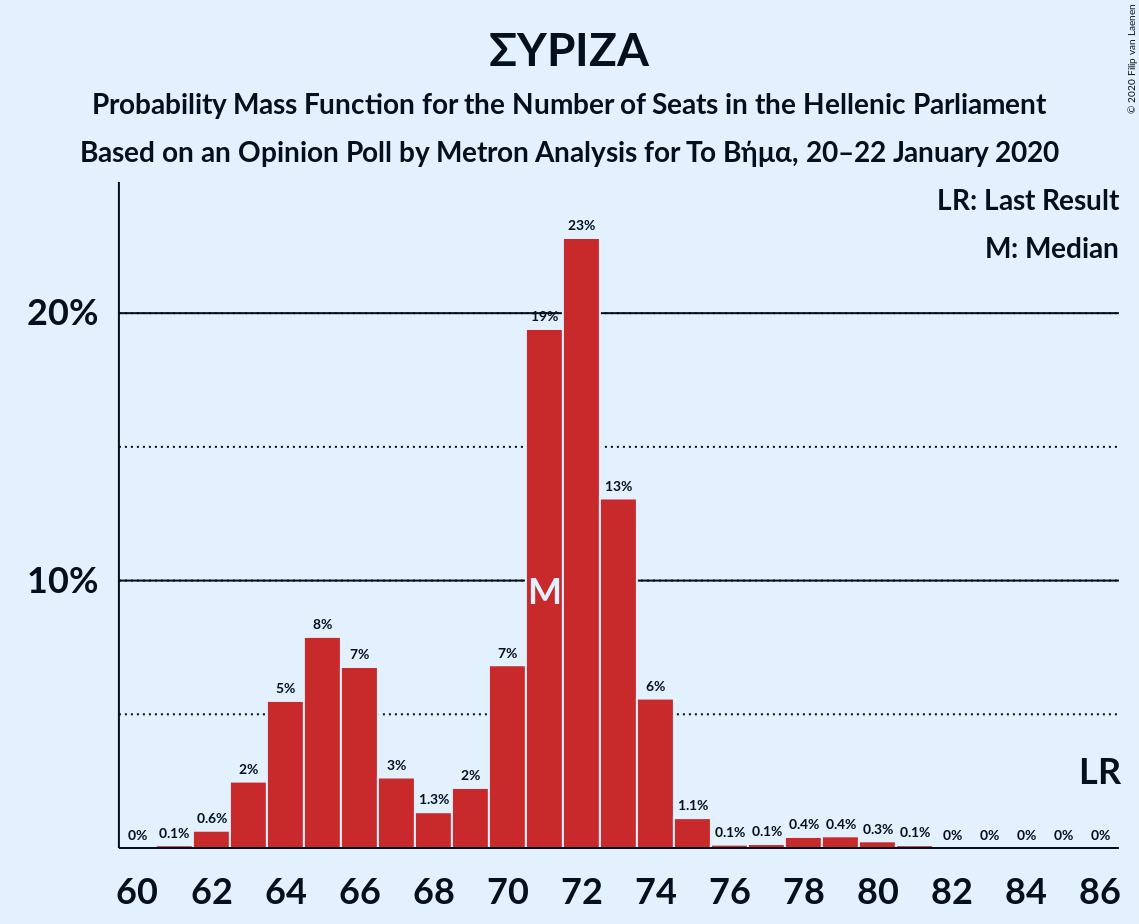 ΣΥΡΙΖΑ
Probability Mass Function for the Number of Seats in the Hellenic Parliament
Based on an Opinion Poll by Metron Analysis for Το Βήμα, 20–22 January 2020
© 2020 Filip van Laenen
LR: Last Result
M: Median
20%
10%
0% 0.1% 0.6% 2% 5% 8% 7% 3% 1.3% 2% 7% 19% 23% 13% 6% 1.1% 0.1% 0.1% 0.4% 0.4% 0.3% 0.1% 0% 0% 0% 0% 0%
M
LR
60 62 64 66 68 70 72 74 76 78 80 82 84 86